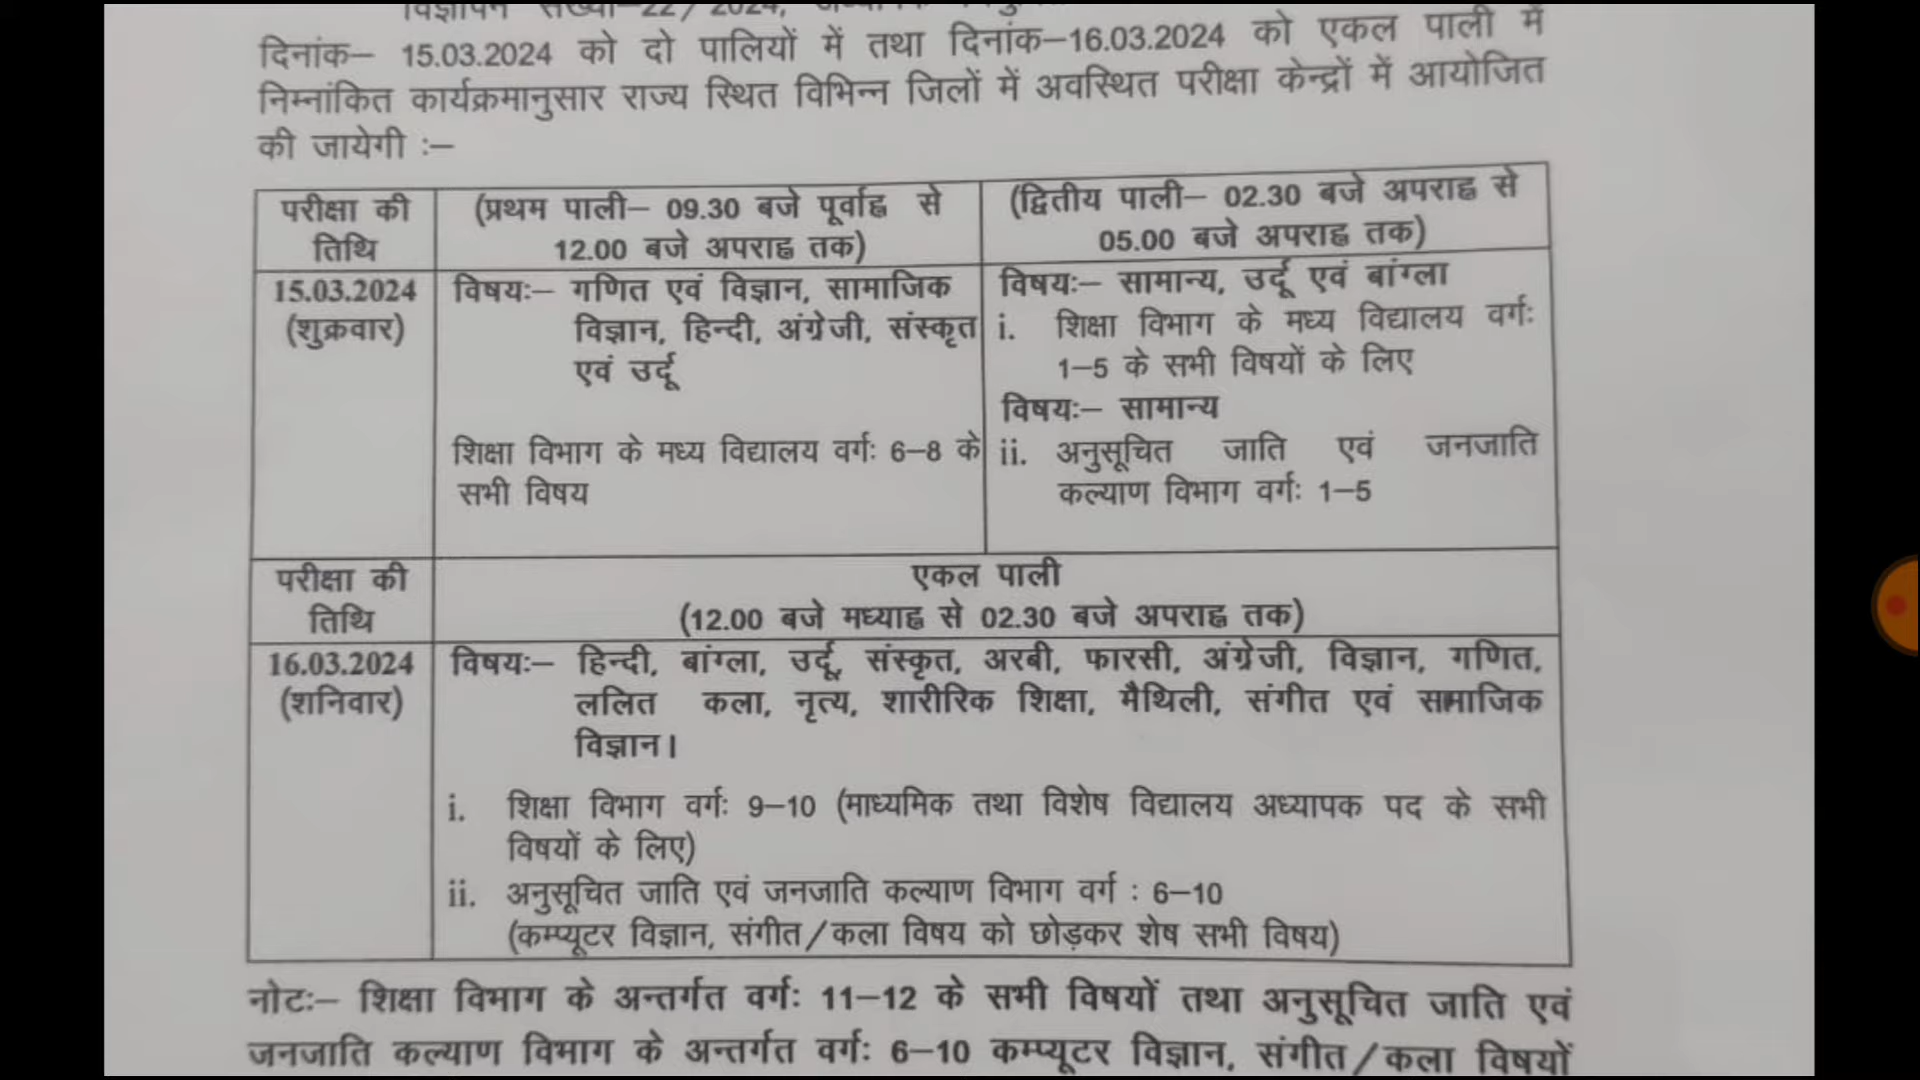 विज्ञापन संख्या–22/2024,
दिनांक– 15.03.2024 को दो पालियों में तथा दिनांक–16.03.2024 को एकल पाली में
निम्नांकित कार्यक्रमानुसार राज्य स्थित विभिन्न जिलों में अवस्थित परीक्षा केन्द्रों में आयोजित
की जायेगी :–
परीक्षा की
तिथि
(प्रथम पाली– 09.30 बजे पूर्वाह्न से
12.00 बजे अपराह्न तक)
(द्वितीय पाली– 02.30 बजे अपराह्न से
05.00 बजे अपराह्न तक)
15.03.2024
(शुक्रवार)
विषयः– गणित एवं विज्ञान, सामाजिक
विज्ञान, हिन्दी, अंग्रेजी, संस्कृत
एवं उर्दू
शिक्षा विभाग के मध्य विद्यालय वर्गः 6–8 के
सभी विषय
विषयः– सामान्य, उर्दू एवं बांग्ला
i. शिक्षा विभाग के मध्य विद्यालय वर्गः
1–5 के सभी विषयों के लिए
विषयः– सामान्य
ii. अनुसूचित जाति एवं जनजाति
कल्याण विभाग वर्गः 1–5
परीक्षा की
तिथि
एकल पाली
(12.00 बजे मध्याह्न से 02.30 बजे अपराह्न तक)
16.03.2024
(शनिवार)
विषयः– हिन्दी, बांग्ला, उर्दू, संस्कृत, अरबी, फारसी, अंग्रेजी, विज्ञान, गणित,
ललित कला, नृत्य, शारीरिक शिक्षा, मैथिली, संगीत एवं समाजिक
विज्ञान।
i. शिक्षा विभाग वर्गः 9–10 (माध्यमिक तथा विशेष विद्यालय अध्यापक पद के सभी
विषयों के लिए)
ii. अनुसूचित जाति एवं जनजाति कल्याण विभाग वर्ग : 6–10
(कम्प्यूटर विज्ञान, संगीत/कला विषय को छोड़कर शेष सभी विषय)
नोटः– शिक्षा विभाग के अन्तर्गत वर्गः 11–12 के सभी विषयों तथा अनुसूचित जाति एवं
जनजाति कल्याण विभाग के अन्तर्गत वर्गः 6–10 कम्प्यूटर विज्ञान, संगीत/कला विषयों